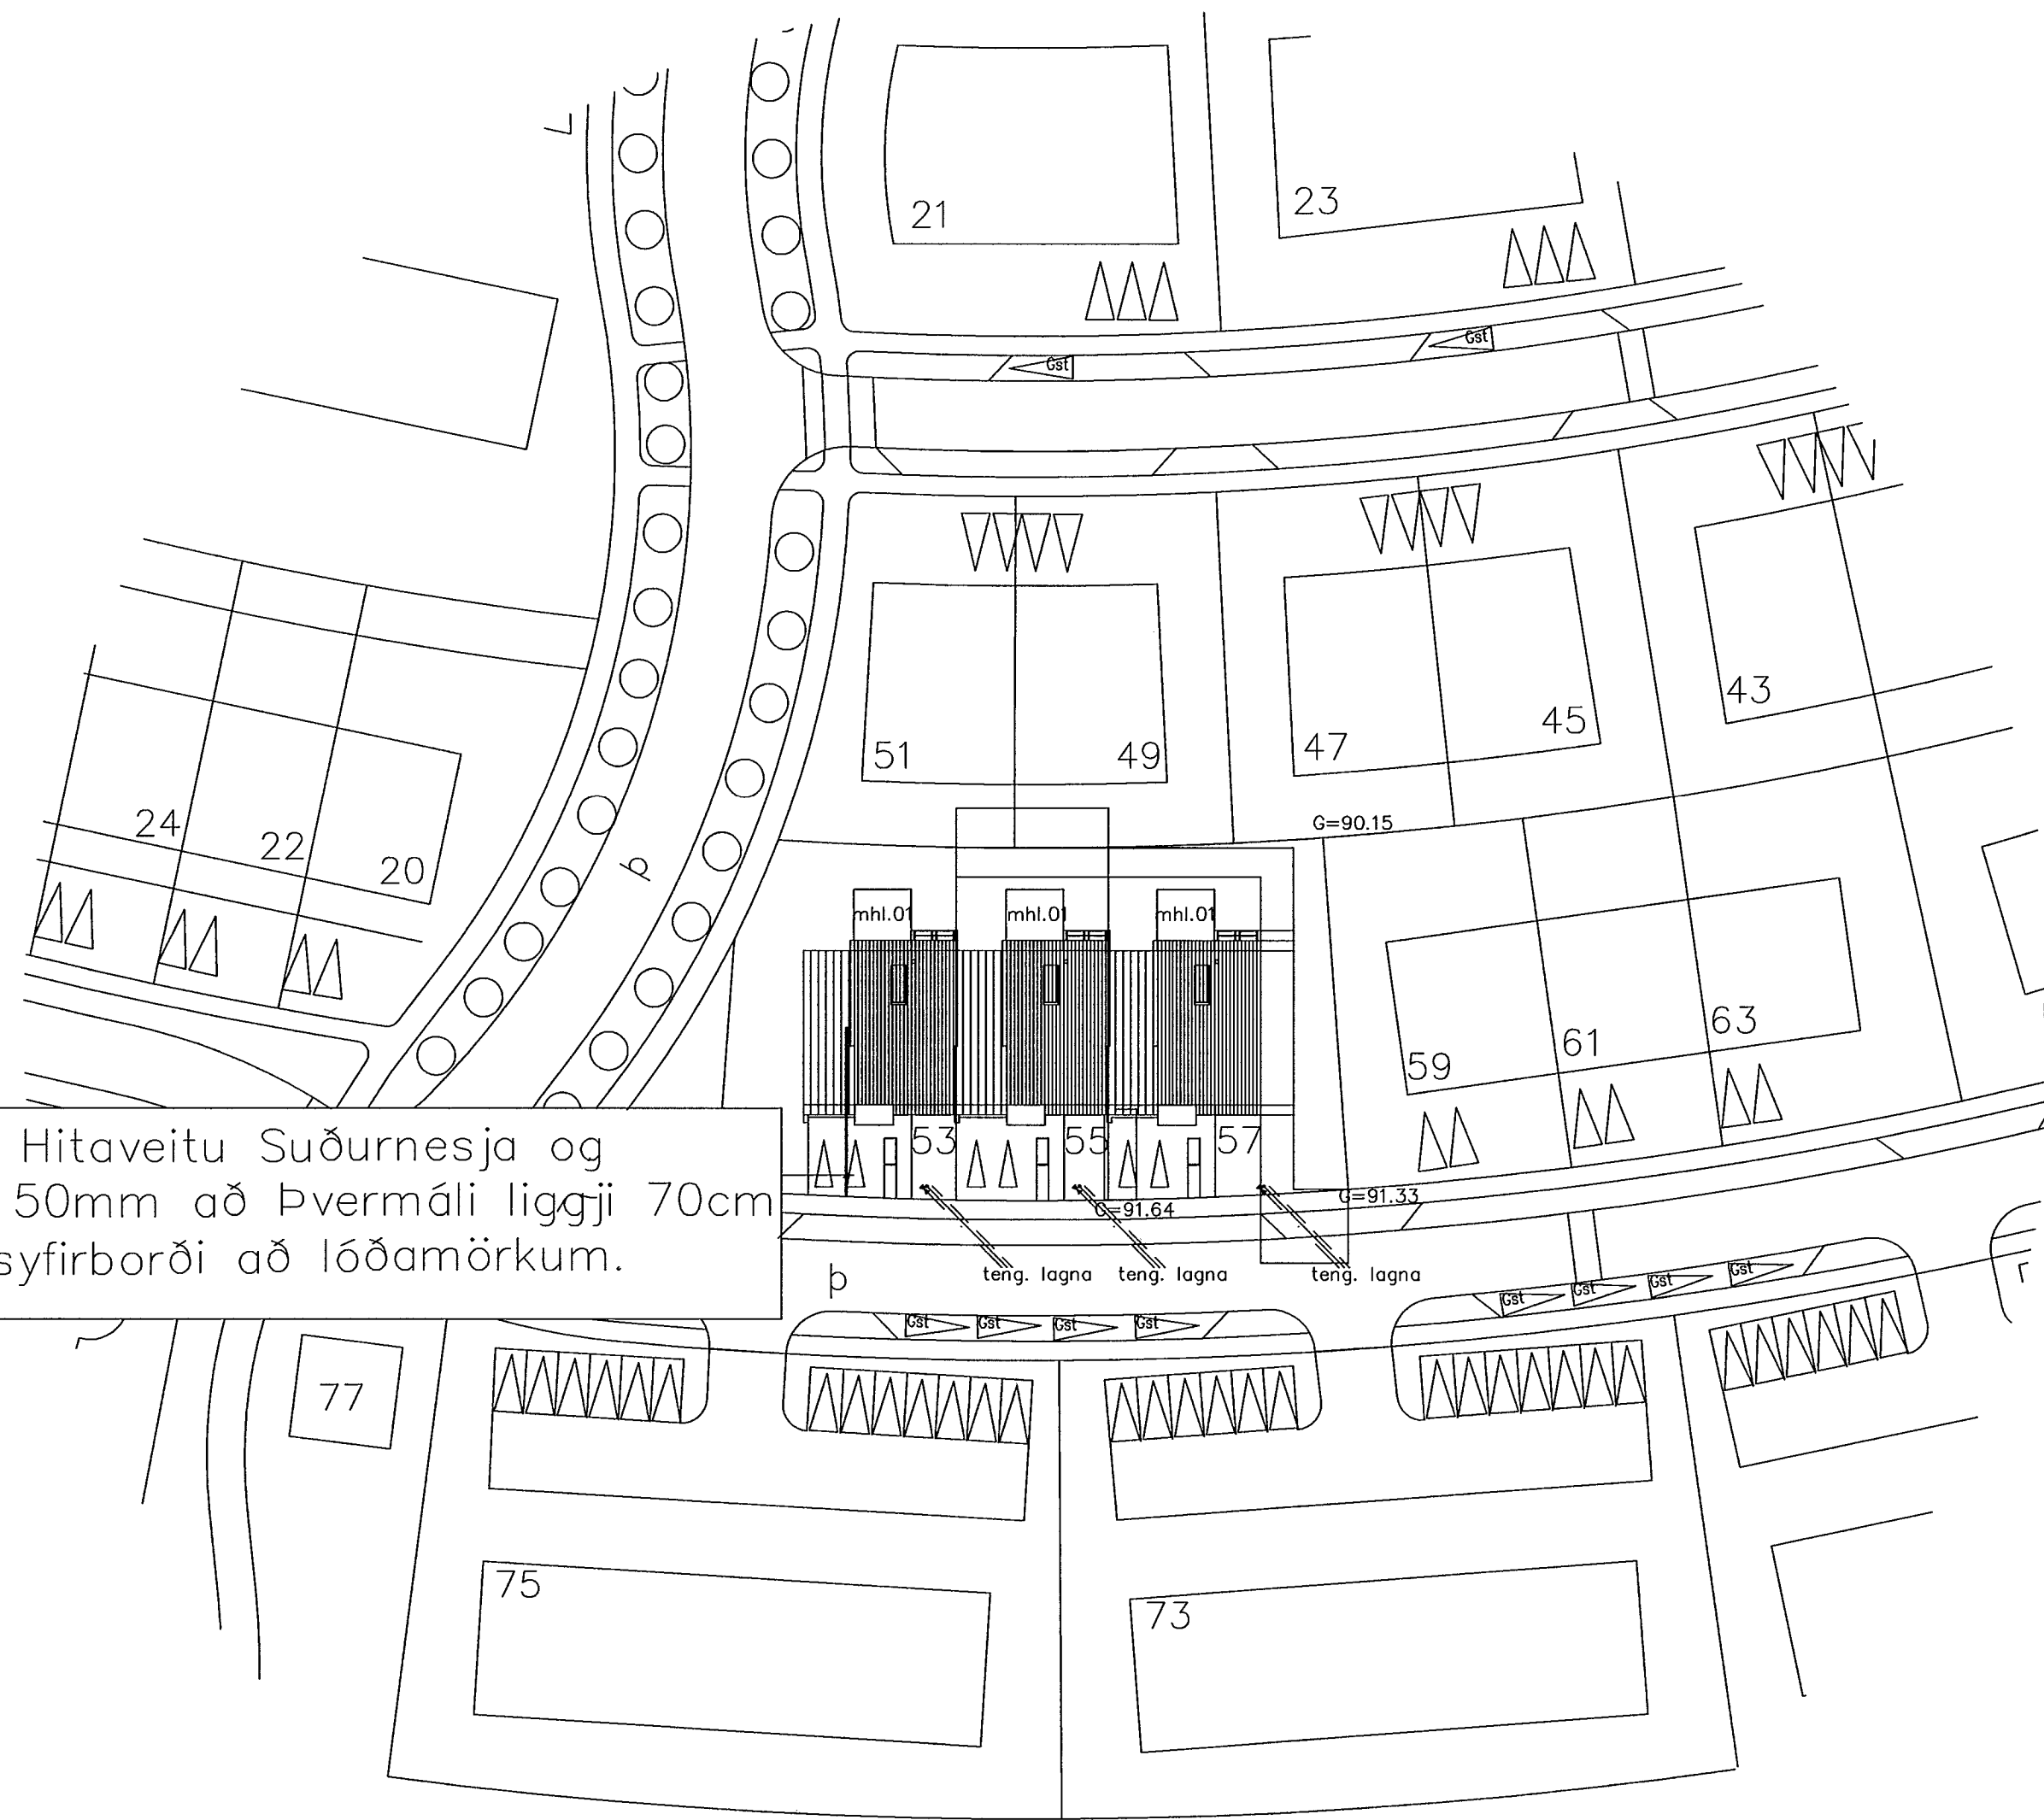 L
21
23
Gst
Gst
51
49
47
45
43
24
22
20
þ
G=90.15
mhl.01
mhl.01
mhl.01
59
61
63
53
55
57
Hitaveitu Suðurnesja og
50mm að Þvermáli liggji 70cm
syfirborði að lóðamörkum.
G=91.64
G=91.33
teng. lagna
teng. lagna
teng. lagna
þ
Gst
Gst
Gst
Gst
Gst
Gst
Gst
Gst
77
75
73